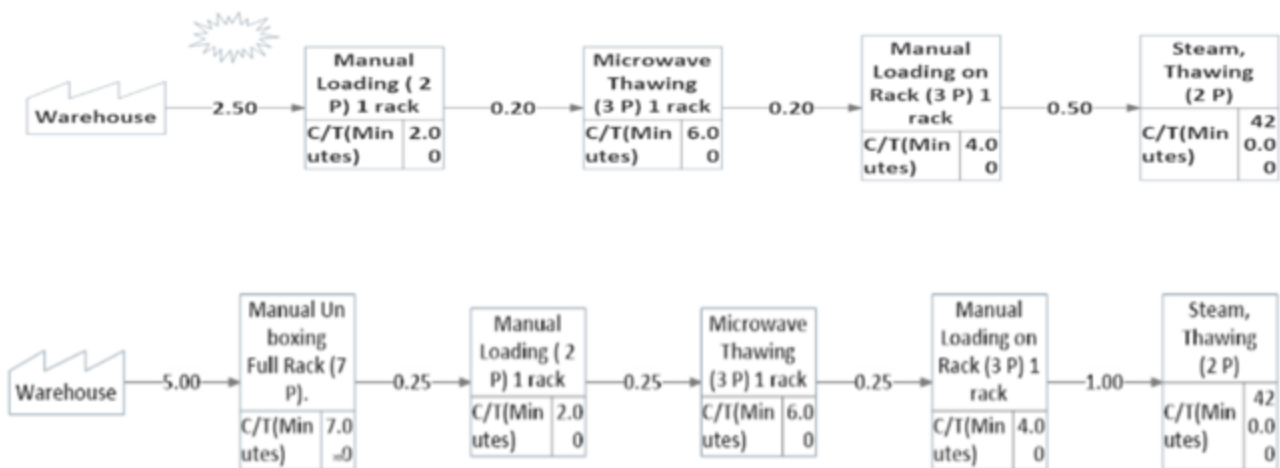 Warehouse
2.50
Manual
Loading ( 2
P) 1 rack
C/T(Min
utes)
2.0
0
0.20
Microwave
Thawing
(3 P) 1 rack
C/T(Min
utes)
6.0
0
0.20
Manual
Loading on
Rack (3 P) 1
rack
C/T(Min
utes)
4.0
0
0.50
Steam,
Thawing
(2 P)
C/T(Min
utes)
42
0.0
0
Warehouse
5.00
Manual Un
boxing
Full Rack (7
P).
C/T(Min
utes)
7.0
0
0.25
Manual
Loading ( 2
P) 1 rack
C/T(Min
utes)
2.0
0
0.25
Microwave
Thawing
(3 P) 1 rack
C/T(Min
utes)
6.0
0
0.25
Manual
Loading on
Rack (3 P) 1
rack
C/T(Min
utes)
4.0
0
1.00
Steam,
Thawing
(2 P)
C/T(Min
utes)
42
0.0
0